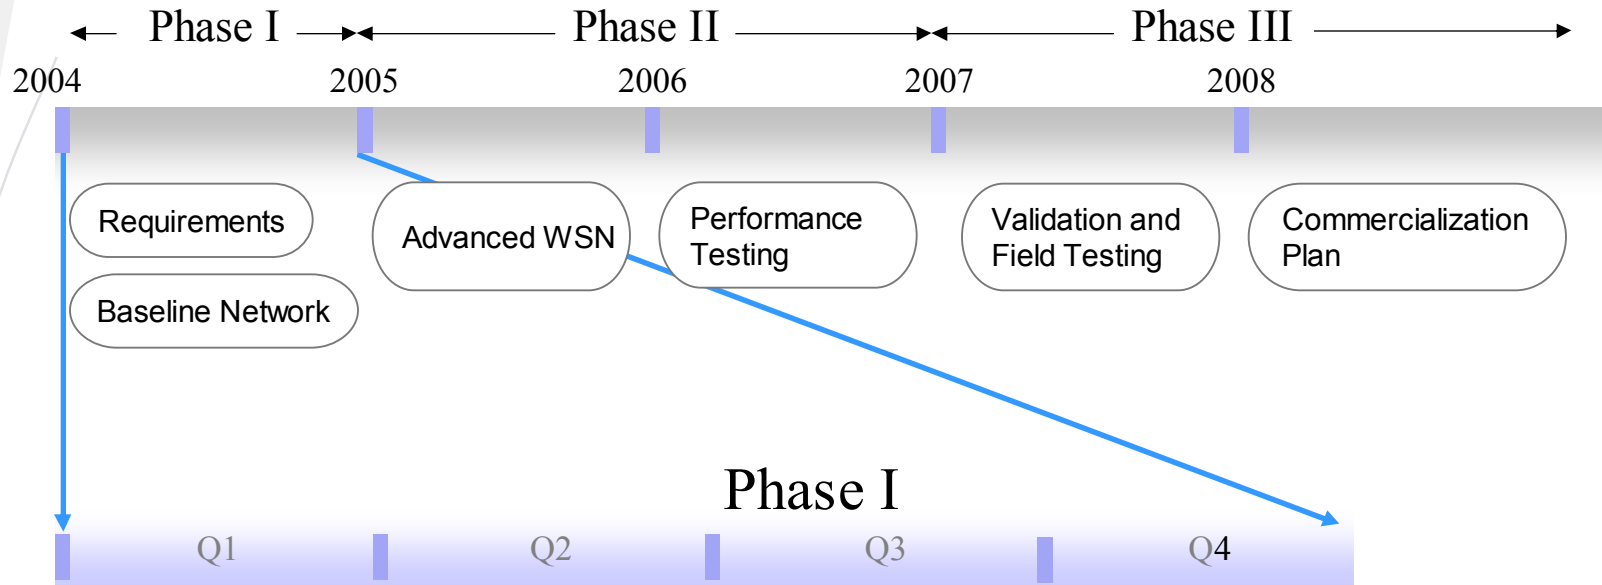 Phase I Phase II Phase III
2004 2005 2006 2007 2008
Requirements
Baseline Network
Advanced WSN
Performance
Testing
Validation and
Field Testing
Commercialization
Plan
Phase I
Q1 Q2 Q3 Q4